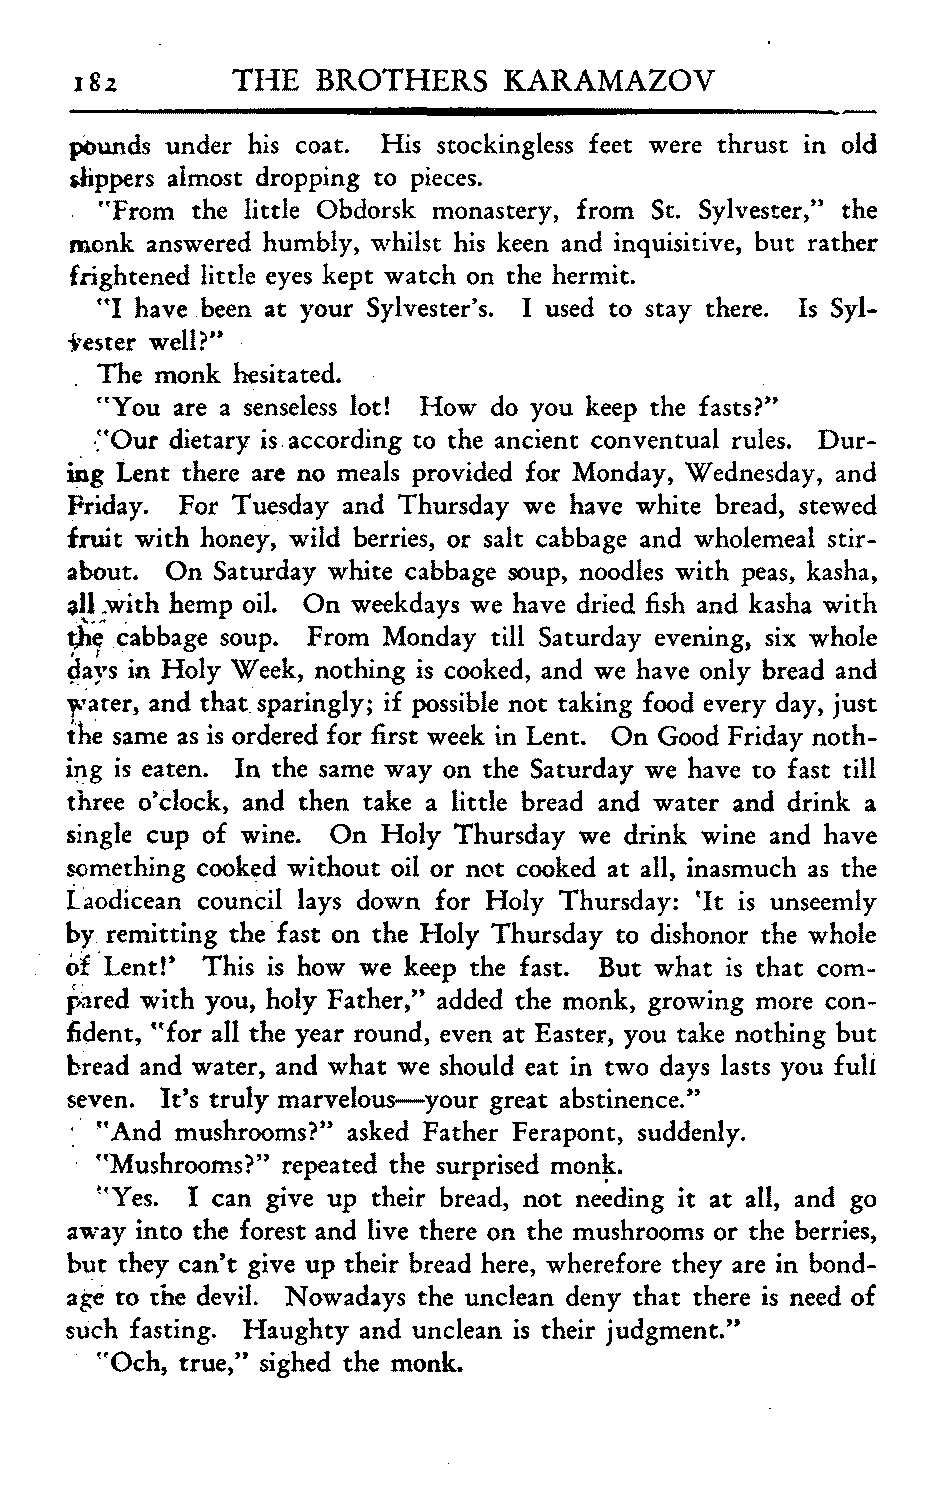 182 THE BROTHERS KARAMAZOV
pounds under his coat. His stockingless feet were thrust in old
slippers almost dropping to pieces.
"From the little Obdorsk monastery, from St. Sylvester," the
monk answered humbly, whilst his keen and inquisitive, but rather
frightened little eyes kept watch on the hermit.
"I have been at your Sylvester's. I used to stay there. Is Syl-
vester well?"
The monk hesitated.
"You are a senseless lot! How do you keep the fasts?"
"Our dietary is according to the ancient conventual rules. Dur-
ing Lent there are no meals provided for Monday, Wednesday, and
Friday. For Tuesday and Thursday we have white bread, stewed
fruit with honey, wild berries, or salt cabbage and wholemeal stir-
about. On Saturday white cabbage soup, noodles with peas, kasha,
all with hemp oil. On weekdays we have dried fish and kasha with
the cabbage soup. From Monday till Saturday evening, six whole
days in Holy Week, nothing is cooked, and we have only bread and
water, and that sparingly; if possible not taking food every day, just
the same as is ordered for first week in Lent. On Good Friday noth-
ing is eaten. In the same way on the Saturday we have to fast till
three o'clock, and then take a little bread and water and drink a
single cup of wine. On Holy Thursday we drink wine and have
something cooked without oil or not cooked at all, inasmuch as the
Laodicean council lays down for Holy Thursday: 'It is unseemly
by remitting the fast on the Holy Thursday to dishonor the whole
of Lent!' This is how we keep the fast. But what is that com-
pared with you, holy Father," added the monk, growing more con-
fident, "for all the year round, even at Easter, you take nothing but
bread and water, and what we should eat in two days lasts you full
seven. It's truly marvelous—your great abstinence."
"And mushrooms?" asked Father Ferapont, suddenly.
"Mushrooms?" repeated the surprised monk.
"Yes. I can give up their bread, not needing it at all, and go
away into the forest and live there on the mushrooms or the berries,
but they can't give up their bread here, wherefore they are in bond-
age to the devil. Nowadays the unclean deny that there is need of
such fasting. Haughty and unclean is their judgment."
"Och, true," sighed the monk.